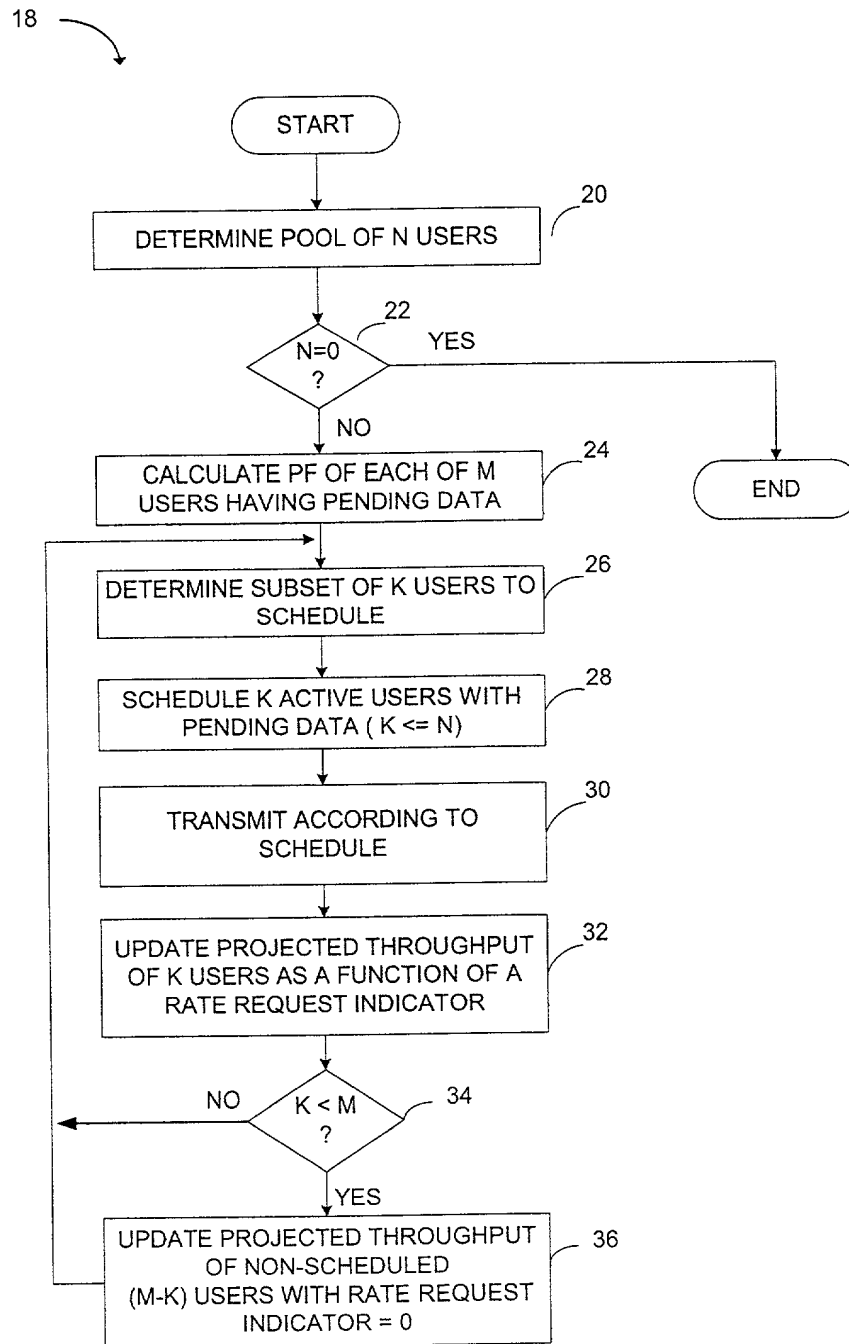 18
START
20
DETERMINE POOL OF N USERS
22
N=0
?
YES
NO
24
CALCULATE PF OF EACH OF M
USERS HAVING PENDING DATA
END
26
DETERMINE SUBSET OF K USERS TO
SCHEDULE
28
SCHEDULE K ACTIVE USERS WITH
PENDING DATA ( K <= N)
30
TRANSMIT ACCORDING TO
SCHEDULE
32
UPDATE PROJECTED THROUGHPUT
OF K USERS AS A FUNCTION OF A
RATE REQUEST INDICATOR
NO
K < M
?
34
YES
UPDATE PROJECTED THROUGHPUT
OF NON-SCHEDULED
(M-K) USERS WITH RATE REQUEST
INDICATOR = 0
36